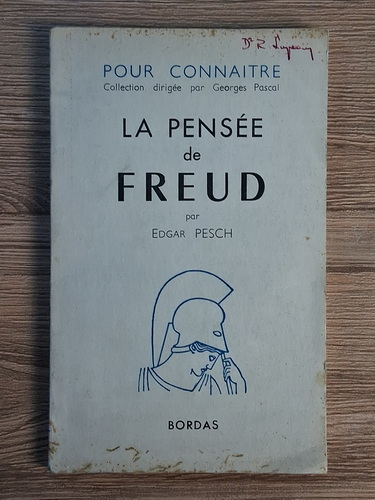 POUR CONNAITRE
Collection dirigée par Georges Pascal
LA PENSÉE
de
FREUD
par
EDGAR PESCH
BORDAS